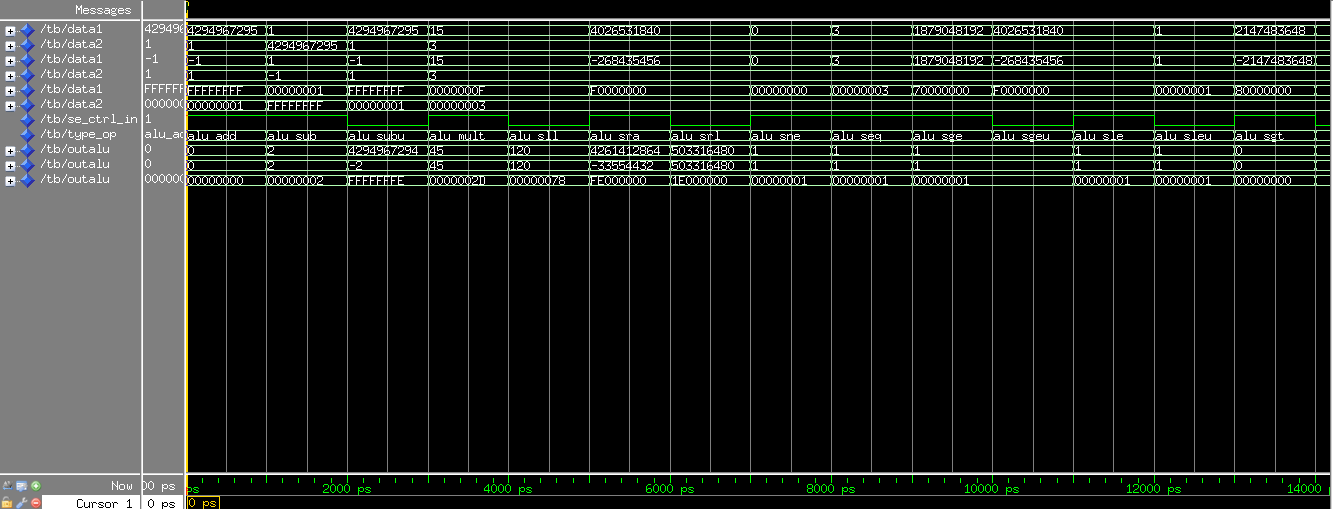 Messages
/tb/data1 429496 4294967295 1 4294967295 15 4026531840 0 3 1879048192 4026531840 1 2147483648
/tb/data2 1 1 4294967295 1 3
/tb/data1 -1 -1 1 -1 15 -268435456 0 3 1879048192 -268435456 1 -2147483648
/tb/data2 1 1 -1 1 3
/tb/data1 FFFFFF FFFFFFFF 00000001 FFFFFFFF 0000000F F0000000 00000000 00000003 70000000 F0000000 00000001 80000000
/tb/data2 000000 00000001 FFFFFFFF 00000001 00000003
/tb/se_ctrl_in 1
/tb/type_op alu_ad alu_add alu_sub alu_subu alu_mult alu_sll alu_sra alu_srl alu_sne alu_seq alu_sge alu_sgeu alu_sle alu_sleu alu_sgt
/tb/outalu 0 0 2 4294967294 45 120 4261412864 503316480 1 1 1 1 1 0
/tb/outalu 0 0 2 -2 45 120 -33554432 503316480 1 1 1 1 1 0
/tb/outalu 000000 00000000 00000002 FFFFFFFE 0000002D 00000078 FE000000 1E000000 00000001 00000001 00000001 00000001 00000001 00000000
Now 00 ps ps 2000 ps 4000 ps 6000 ps 8000 ps 10000 ps 12000 ps 14000
Cursor 1 0 ps 0 ps